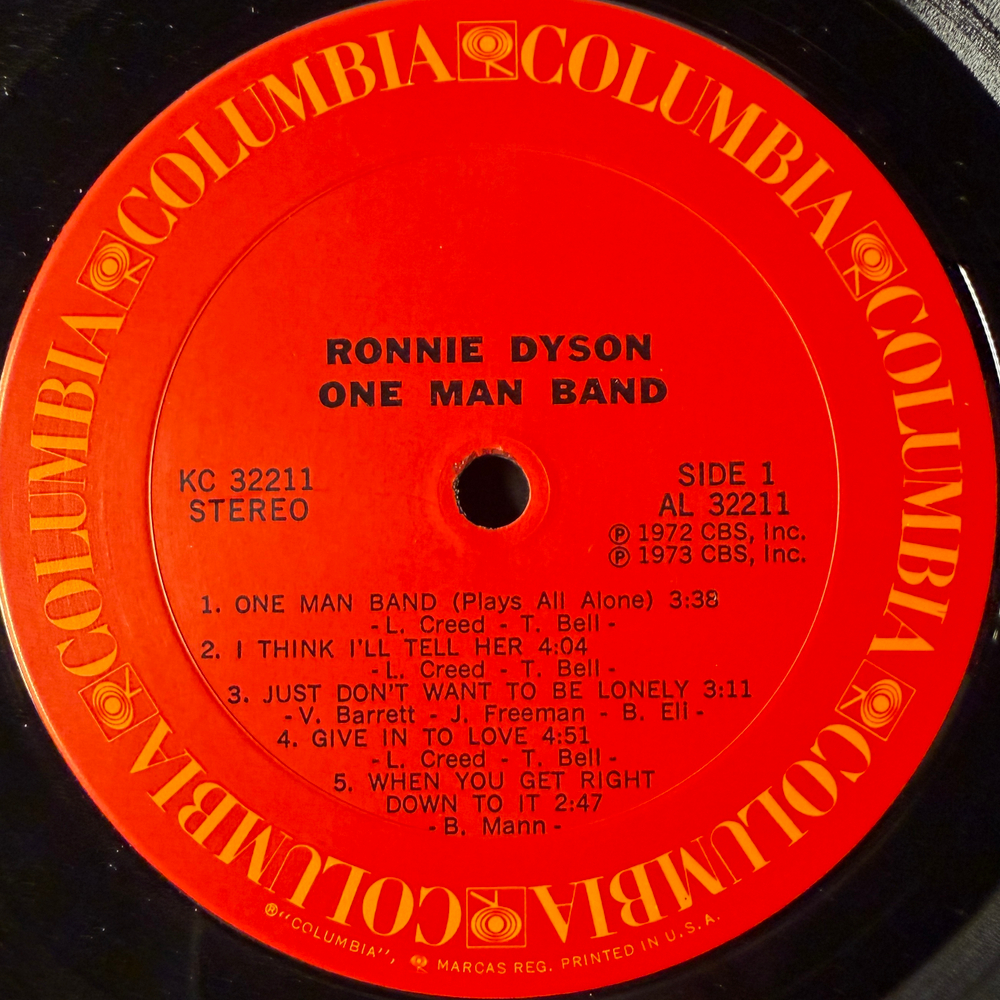 COLUMBIA COLUMBIA COLUMBIA COLUMBIA COLUMBIA COLUMBIA COLUMBIA COLUMBIA
RONNIE DYSON
ONE MAN BAND
KC 32211
STEREO
SIDE 1
AL 32211
Ⓟ 1972 CBS, Inc.
Ⓟ 1973 CBS, Inc.
1. ONE MAN BAND (Plays All Alone) 3:38
- L. Creed - T. Bell -
2. I THINK I'LL TELL HER 4:04
- L. Creed - T. Bell -
3. JUST DON'T WANT TO BE LONELY 3:11
- V. Barrett - J. Freeman - B. Eli -
4. GIVE IN TO LOVE 4:51
- L. Creed - T. Bell -
5. WHEN YOU GET RIGHT
DOWN TO IT 2:47
- B. Mann -
®"COLUMBIA", MARCAS REG. PRINTED IN U.S.A.